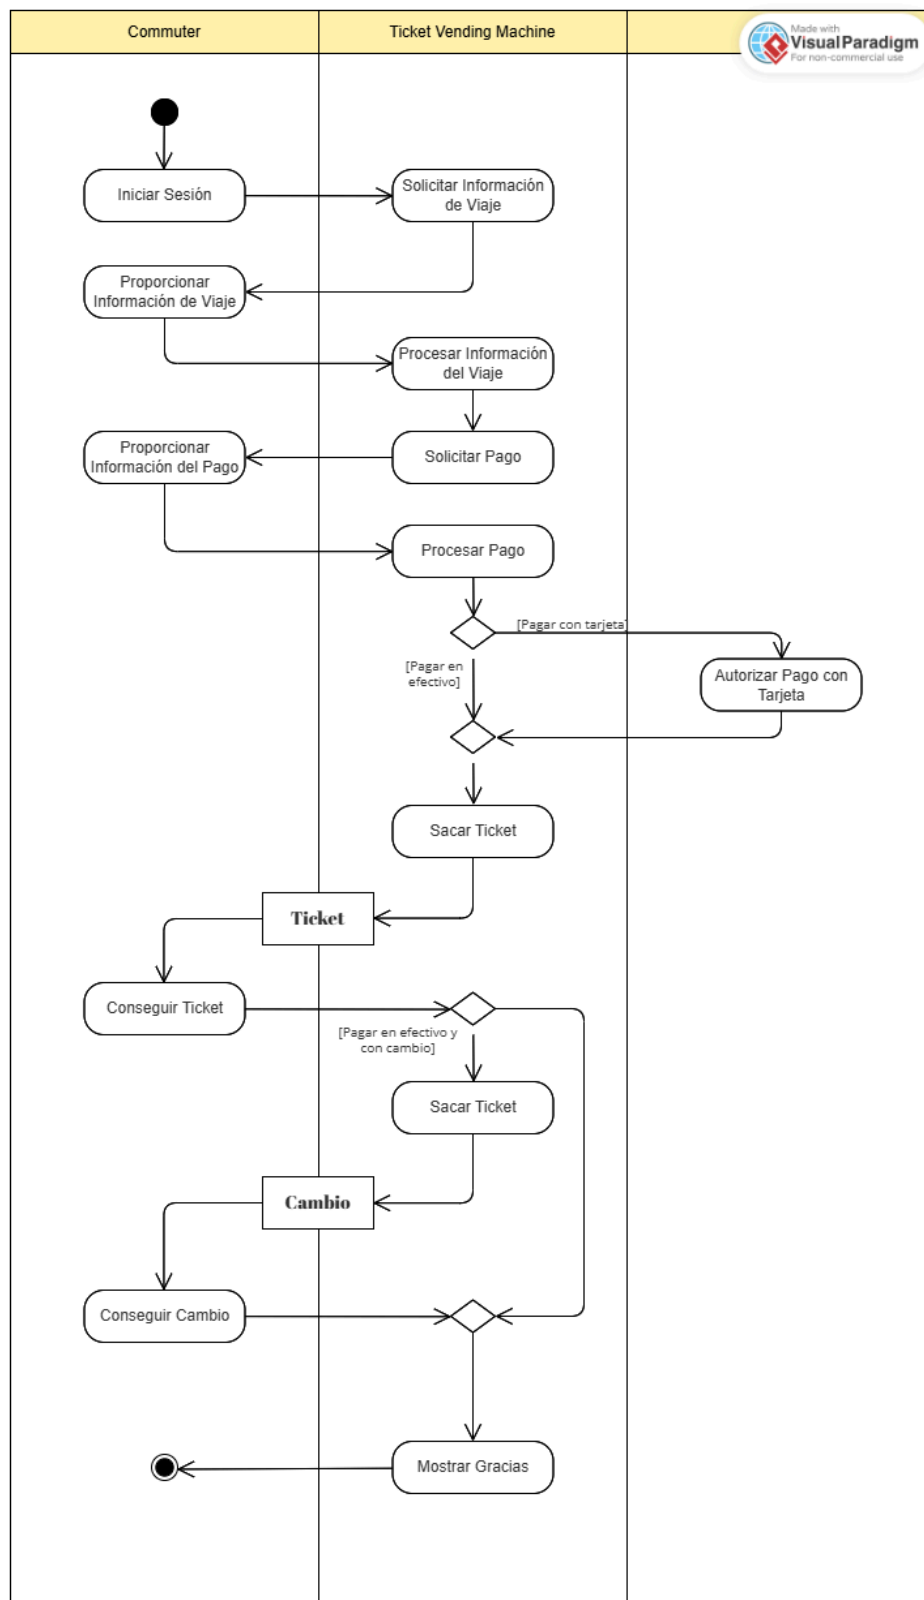 Commuter
Ticket Vending Machine
Made with
Visual Paradigm
For non-commercial use
Iniciar Sesión
Solicitar Información
de Viaje
Proporcionar
Información de Viaje
Procesar Información
del Viaje
Proporcionar
Información del Pago
Solicitar Pago
Procesar Pago
[Pagar con tarjeta]
[Pagar en
efectivo]
Autorizar Pago con
Tarjeta
Sacar Ticket
Ticket
Conseguir Ticket
[Pagar en efectivo y
con cambio]
Sacar Ticket
Cambio
Conseguir Cambio
Mostrar Gracias